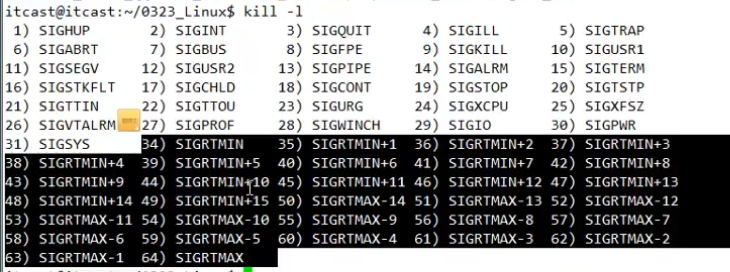 itcast@itcast:~/0323_Linux$ kill -l
 1) SIGHUP       2) SIGINT       3) SIGQUIT      4) SIGILL       5) SIGTRAP
 6) SIGABRT      7) SIGBUS       8) SIGFPE       9) SIGKILL     10) SIGUSR1
11) SIGSEGV     12) SIGUSR2     13) SIGPIPE     14) SIGALRM     15) SIGTERM
16) SIGSTKFLT   17) SIGCHLD     18) SIGCONT     19) SIGSTOP     20) SIGTSTP
21) SIGTTIN     22) SIGTTOU     23) SIGURG      24) SIGXCPU     25) SIGXFSZ
26) SIGVTALRM   27) SIGPROF     28) SIGWINCH    29) SIGIO       30) SIGPWR
31) SIGSYS      34) SIGRTMIN    35) SIGRTMIN+1  36) SIGRTMIN+2  37) SIGRTMIN+3
38) SIGRTMIN+4  39) SIGRTMIN+5  40) SIGRTMIN+6  41) SIGRTMIN+7  42) SIGRTMIN+8
43) SIGRTMIN+9  44) SIGRTMIN+10 45) SIGRTMIN+11 46) SIGRTMIN+12 47) SIGRTMIN+13
48) SIGRTMIN+14 49) SIGRTMIN+15 50) SIGRTMAX-14 51) SIGRTMAX-13 52) SIGRTMAX-12
53) SIGRTMAX-11 54) SIGRTMAX-10 55) SIGRTMAX-9  56) SIGRTMAX-8  57) SIGRTMAX-7
58) SIGRTMAX-6  59) SIGRTMAX-5  60) SIGRTMAX-4  61) SIGRTMAX-3  62) SIGRTMAX-2
63) SIGRTMAX-1  64) SIGRTMAX